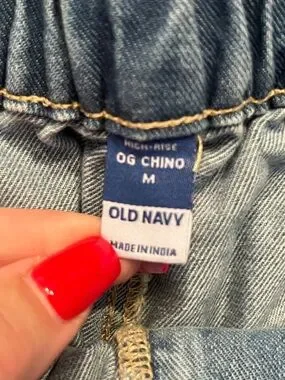 HIGH-RISE
OG CHINO
M
OLD NAVY
MADE IN INDIA